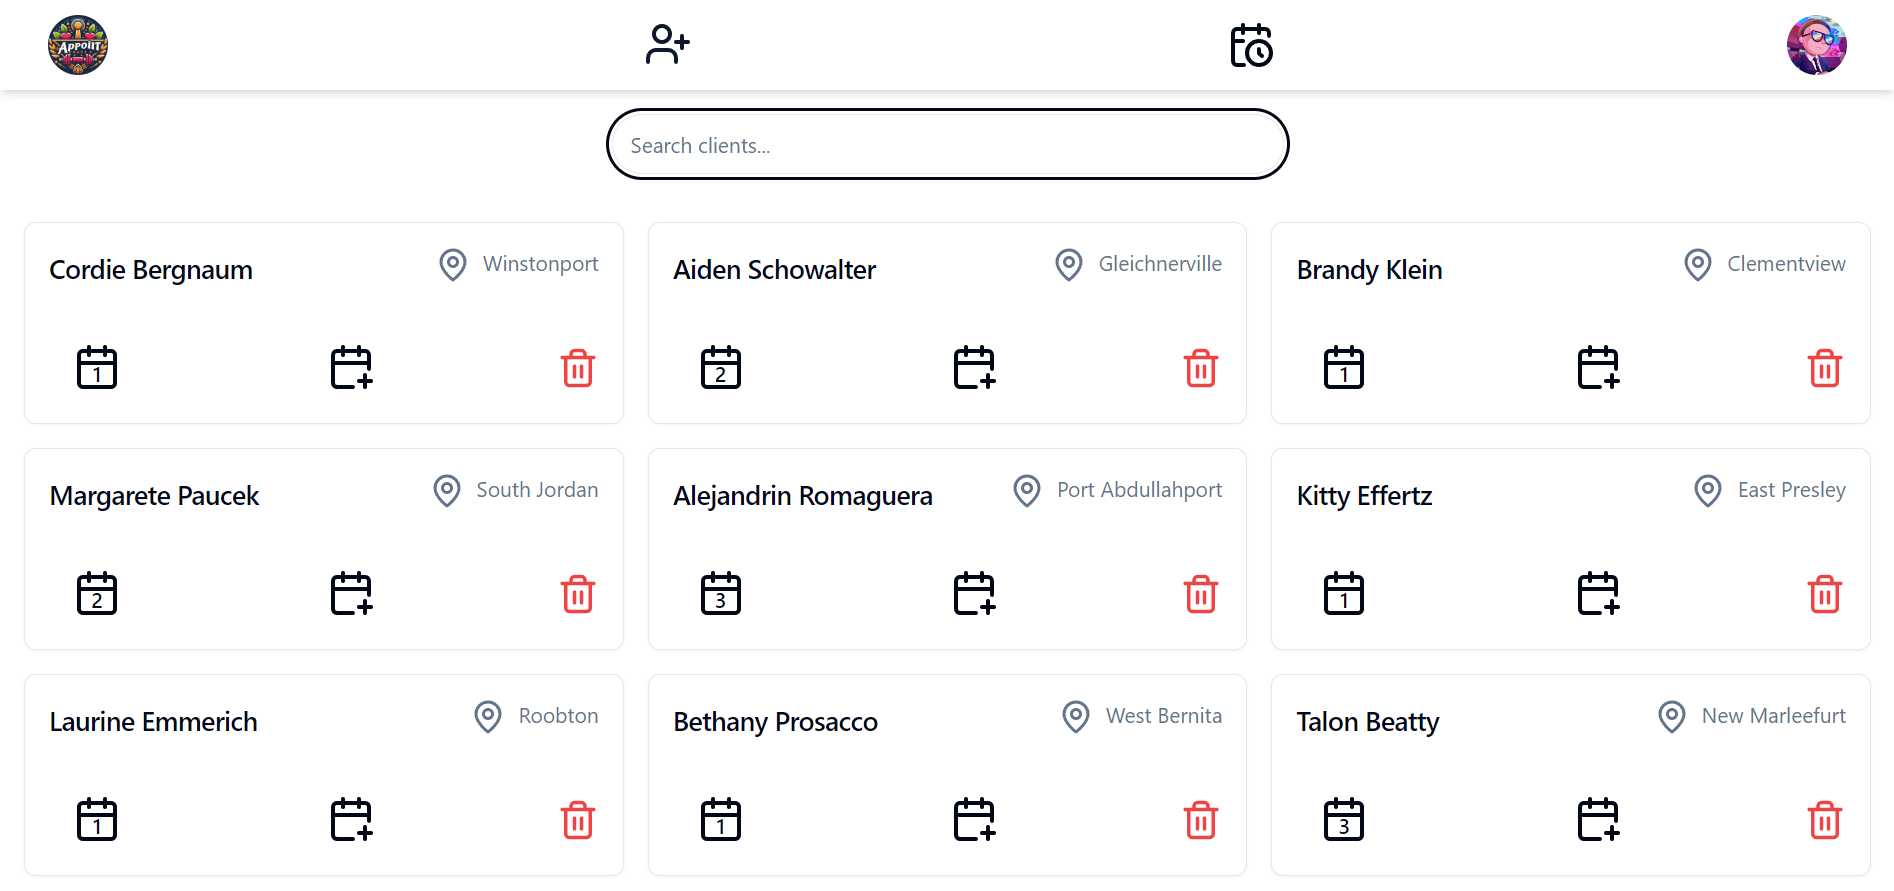 AppoiIT
Search clients...
Cordie Bergnaum
Winstonport
1
Aiden Schowalter
Gleichnerville
2
Brandy Klein
Clementview
1
Margarete Paucek
South Jordan
2
Alejandrin Romaguera
Port Abdullahport
3
Kitty Effertz
East Presley
1
Laurine Emmerich
Roobton
1
Bethany Prosacco
West Bernita
1
Talon Beatty
New Marleefurt
3